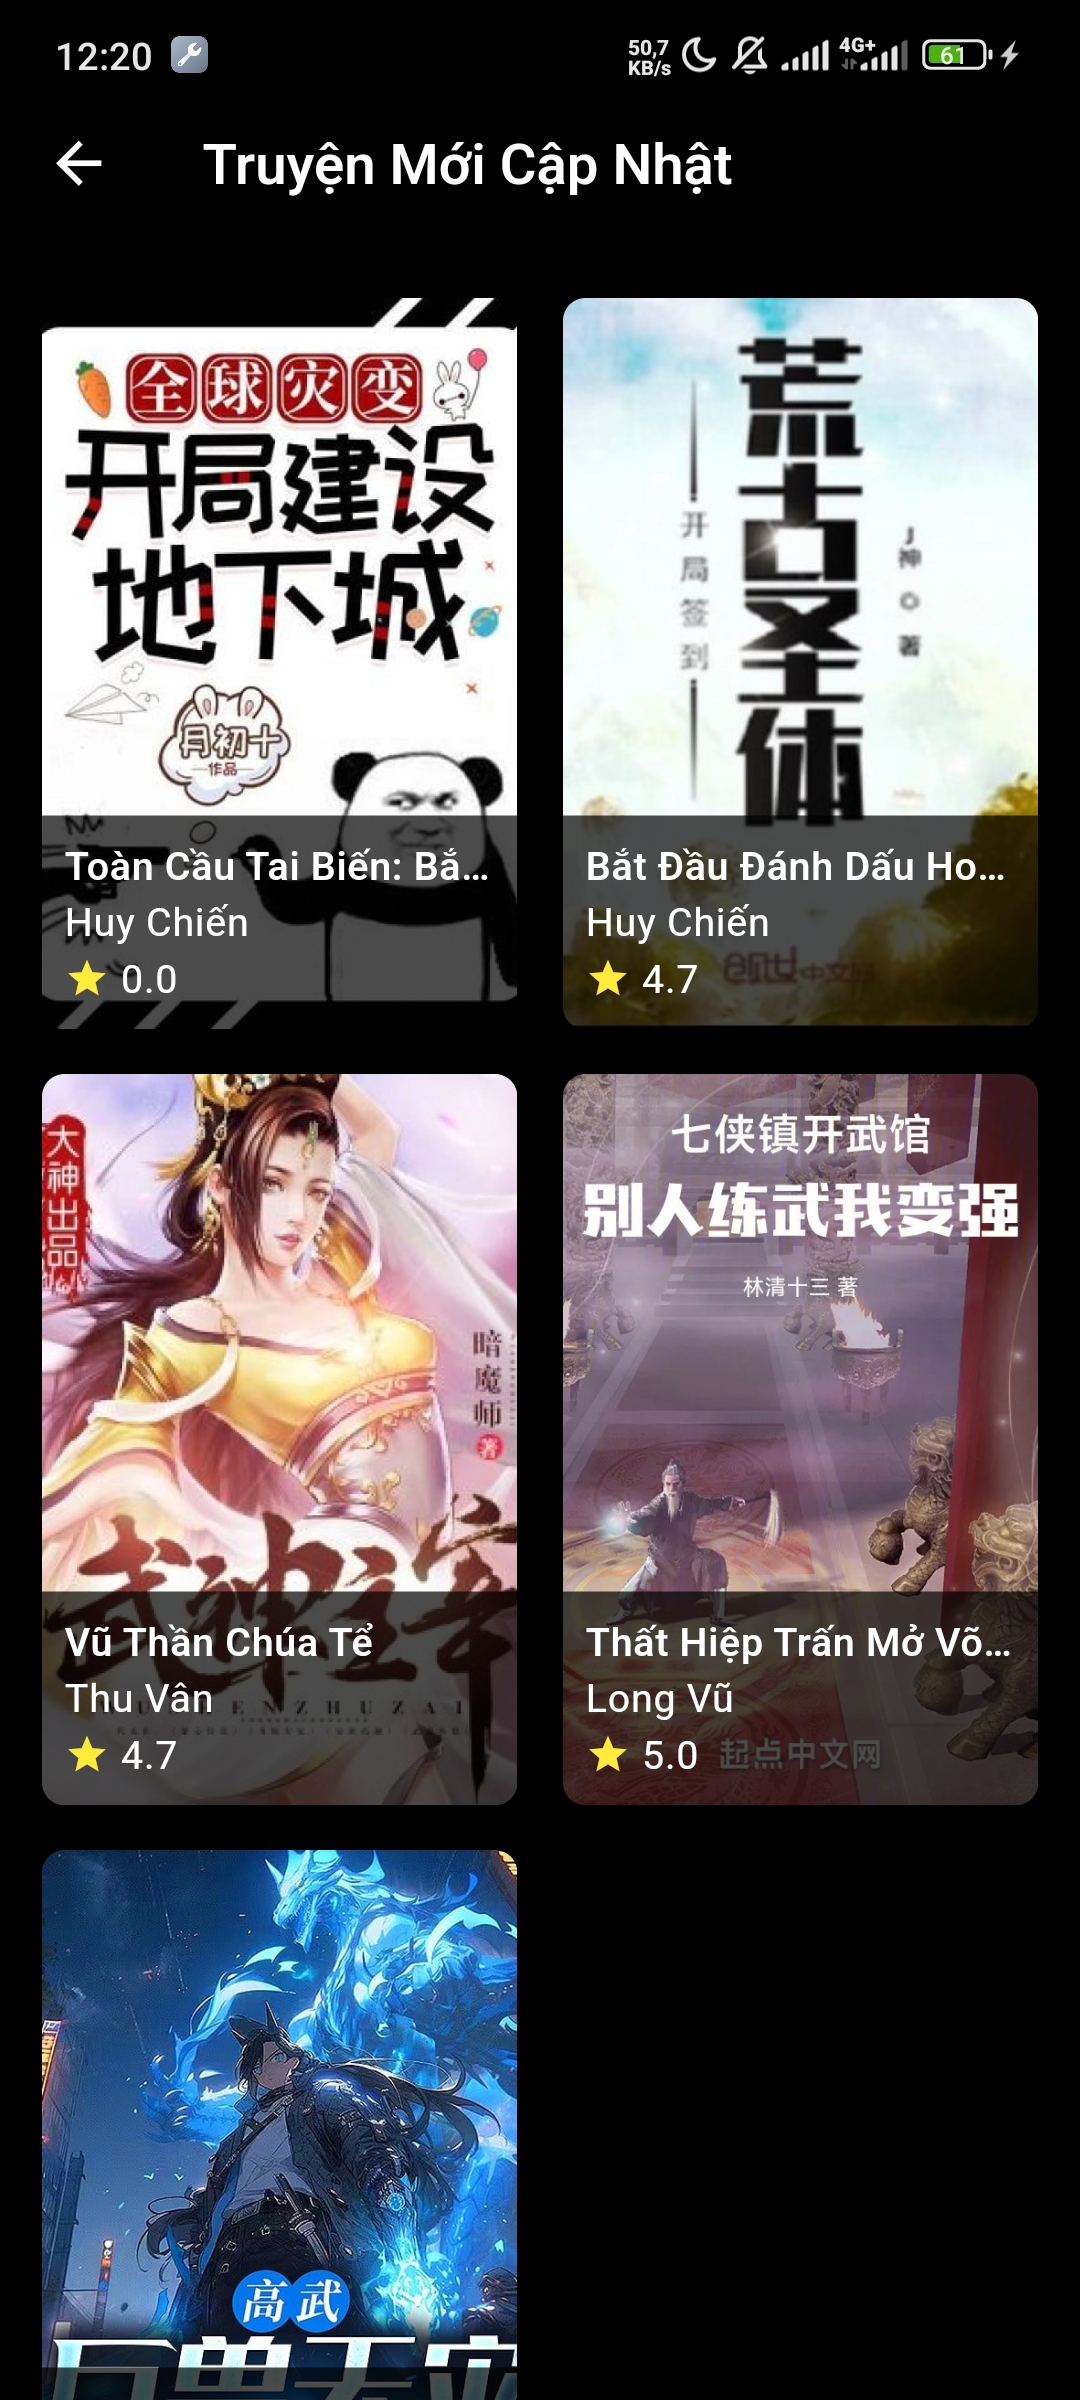 12:20
50,7
KB/s
4G+
61
Truyện Mới Cập Nhật
全球灾变
开局建设
地下城
月初十
作品
Toàn Cầu Tai Biến: Bắ...
Huy Chiến
0.0
荒古圣体
开局签到
J神 著
创世中文网
Bắt Đầu Đánh Dấu Ho...
Huy Chiến
4.7
大神出品
暗魔师
著
武神主宰
Vũ Thần Chúa Tể
Thu Vân
4.7
七侠镇开武馆
别人练武我变强
林清十三 著
Thất Hiệp Trấn Mở Võ...
Long Vũ
5.0
起点中文网
高武